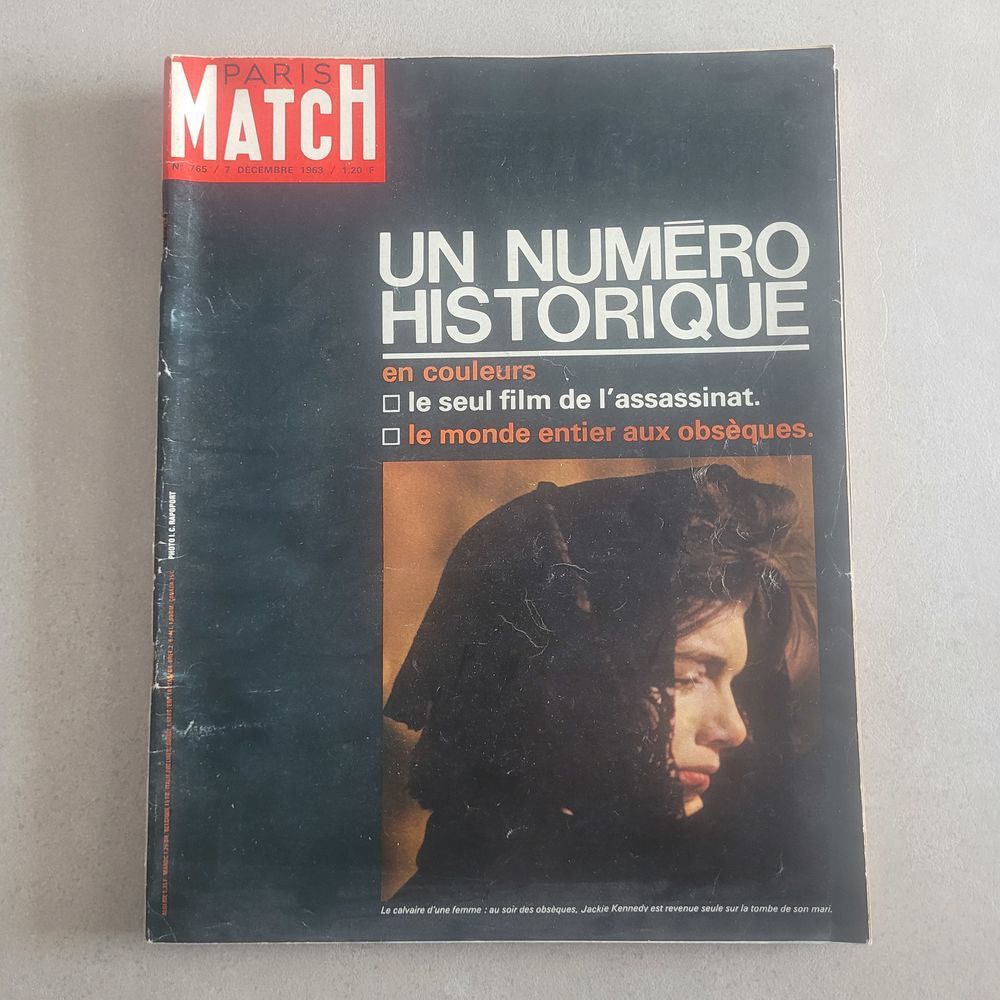 PARIS
MATCH
N° 765 / 7 DÉCEMBRE 1963 / 1,20 F
UN NUMÉRO
HISTORIQUE
en couleurs
□ le seul film de l'assassinat.
□ le monde entier aux obsèques.
PHOTO I. C. RAPOPORT
Le calvaire d'une femme : au soir des obsèques, Jackie Kennedy est revenue seule sur la tombe de son mari.